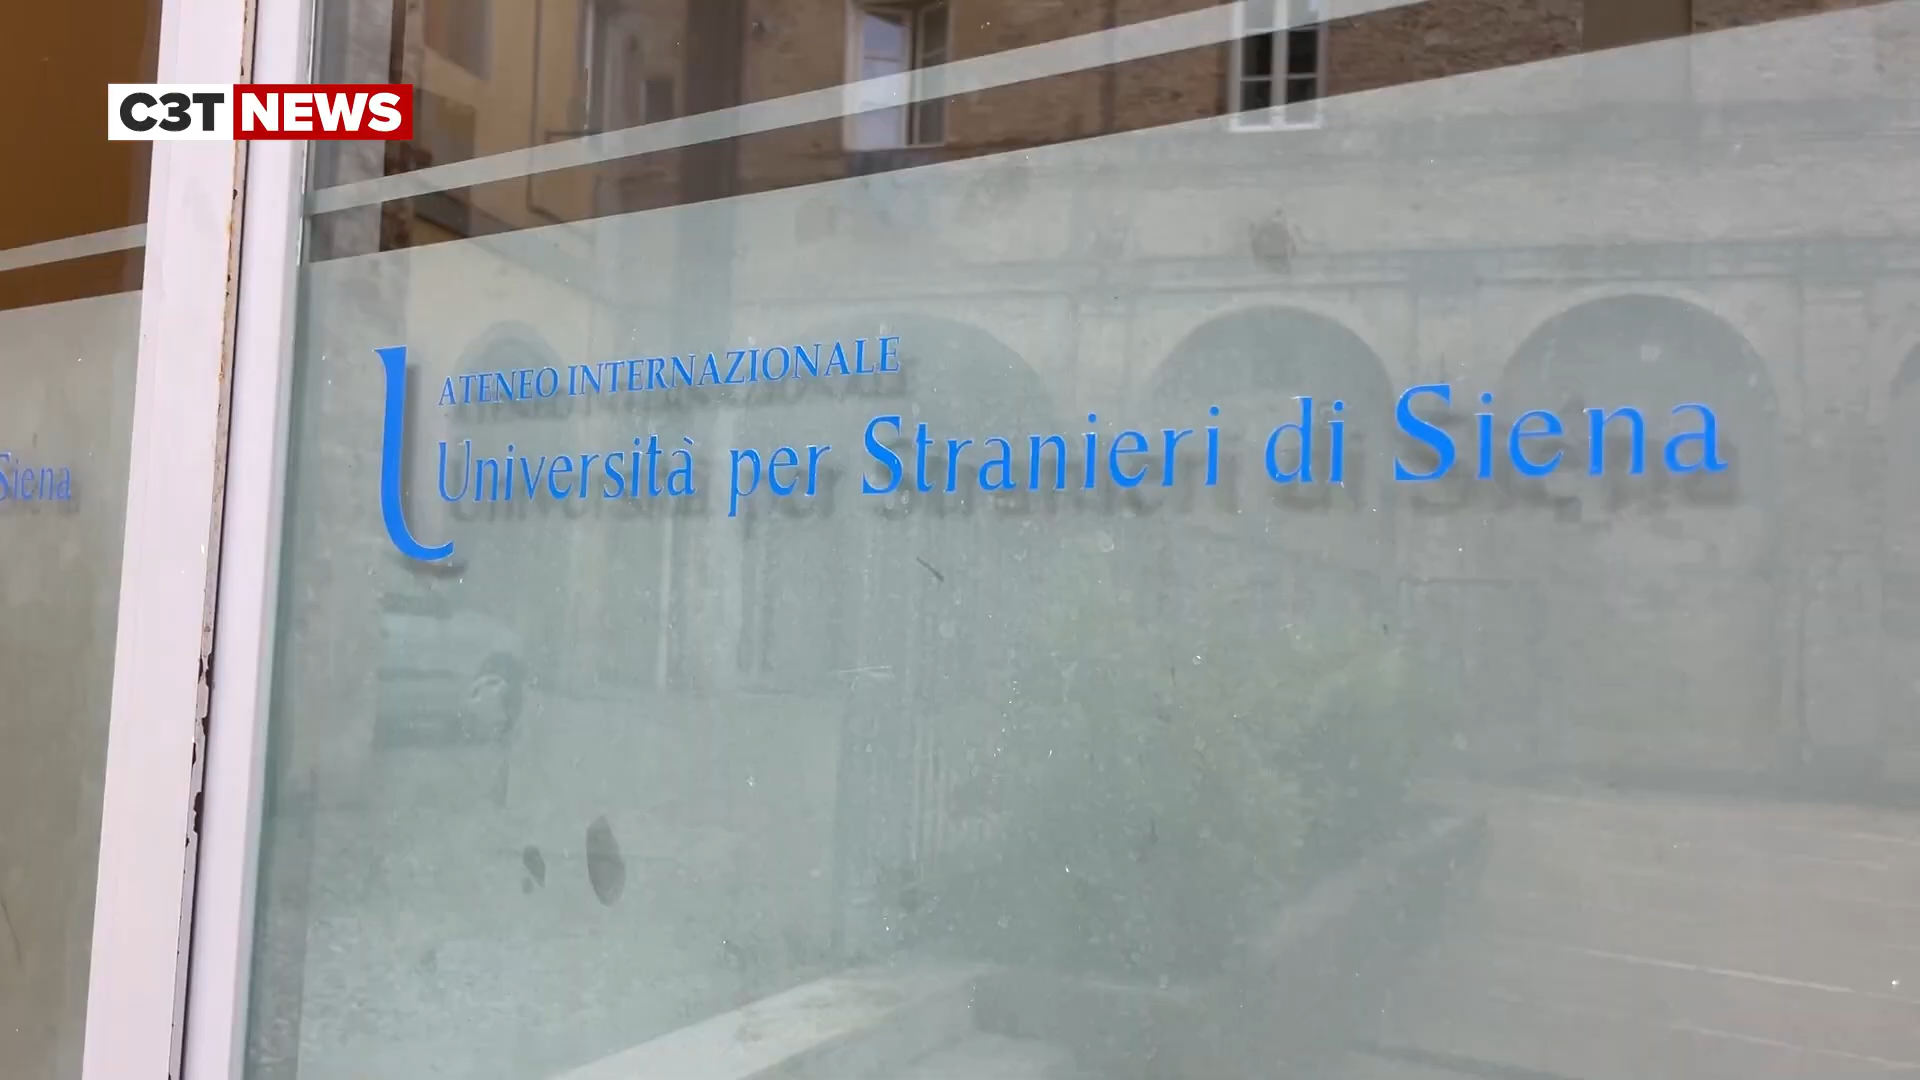 C3T NEWS
ATENEO INTERNAZIONALE
Università per Stranieri di Siena
Siena